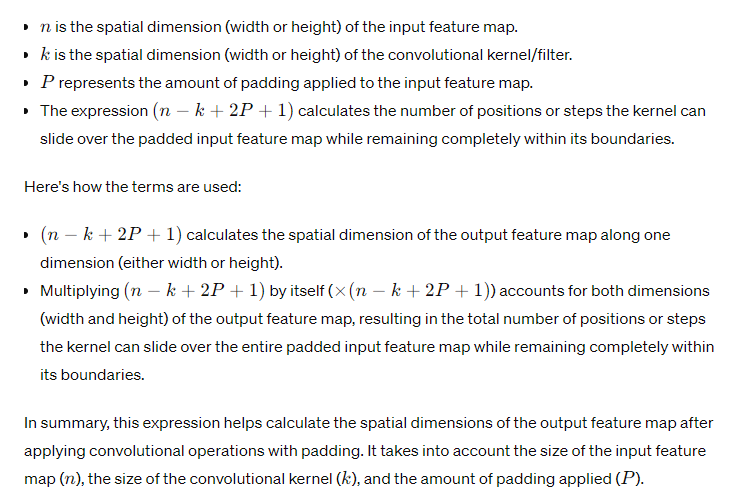 • n is the spatial dimension (width or height) of the input feature map.
• k is the spatial dimension (width or height) of the convolutional kernel/filter.
• P represents the amount of padding applied to the input feature map.
• The expression (n − k + 2P + 1) calculates the number of positions or steps the kernel can
slide over the padded input feature map while remaining completely within its boundaries.
Here's how the terms are used:
• (n − k + 2P + 1) calculates the spatial dimension of the output feature map along one
dimension (either width or height).
• Multiplying (n − k + 2P + 1) by itself (×(n − k + 2P + 1)) accounts for both dimensions
(width and height) of the output feature map, resulting in the total number of positions or steps
the kernel can slide over the entire padded input feature map while remaining completely within
its boundaries.
In summary, this expression helps calculate the spatial dimensions of the output feature map after
applying convolutional operations with padding. It takes into account the size of the input feature
map (n), the size of the convolutional kernel (k), and the amount of padding applied (P).